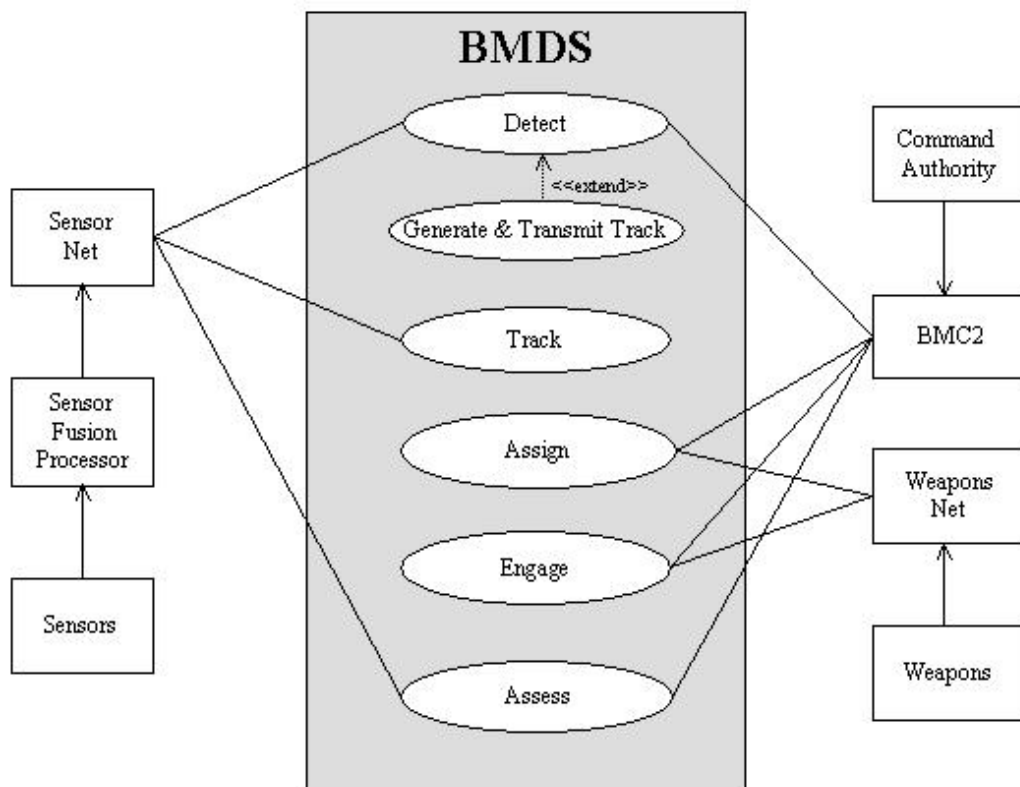 BMDS
Detect
<<extend>>
Generate & Transmit Track
Track
Assign
Engage
Assess
Sensor
Net
Sensor
Fusion
Processor
Sensors
Command
Authority
BMC2
Weapons
Net
Weapons